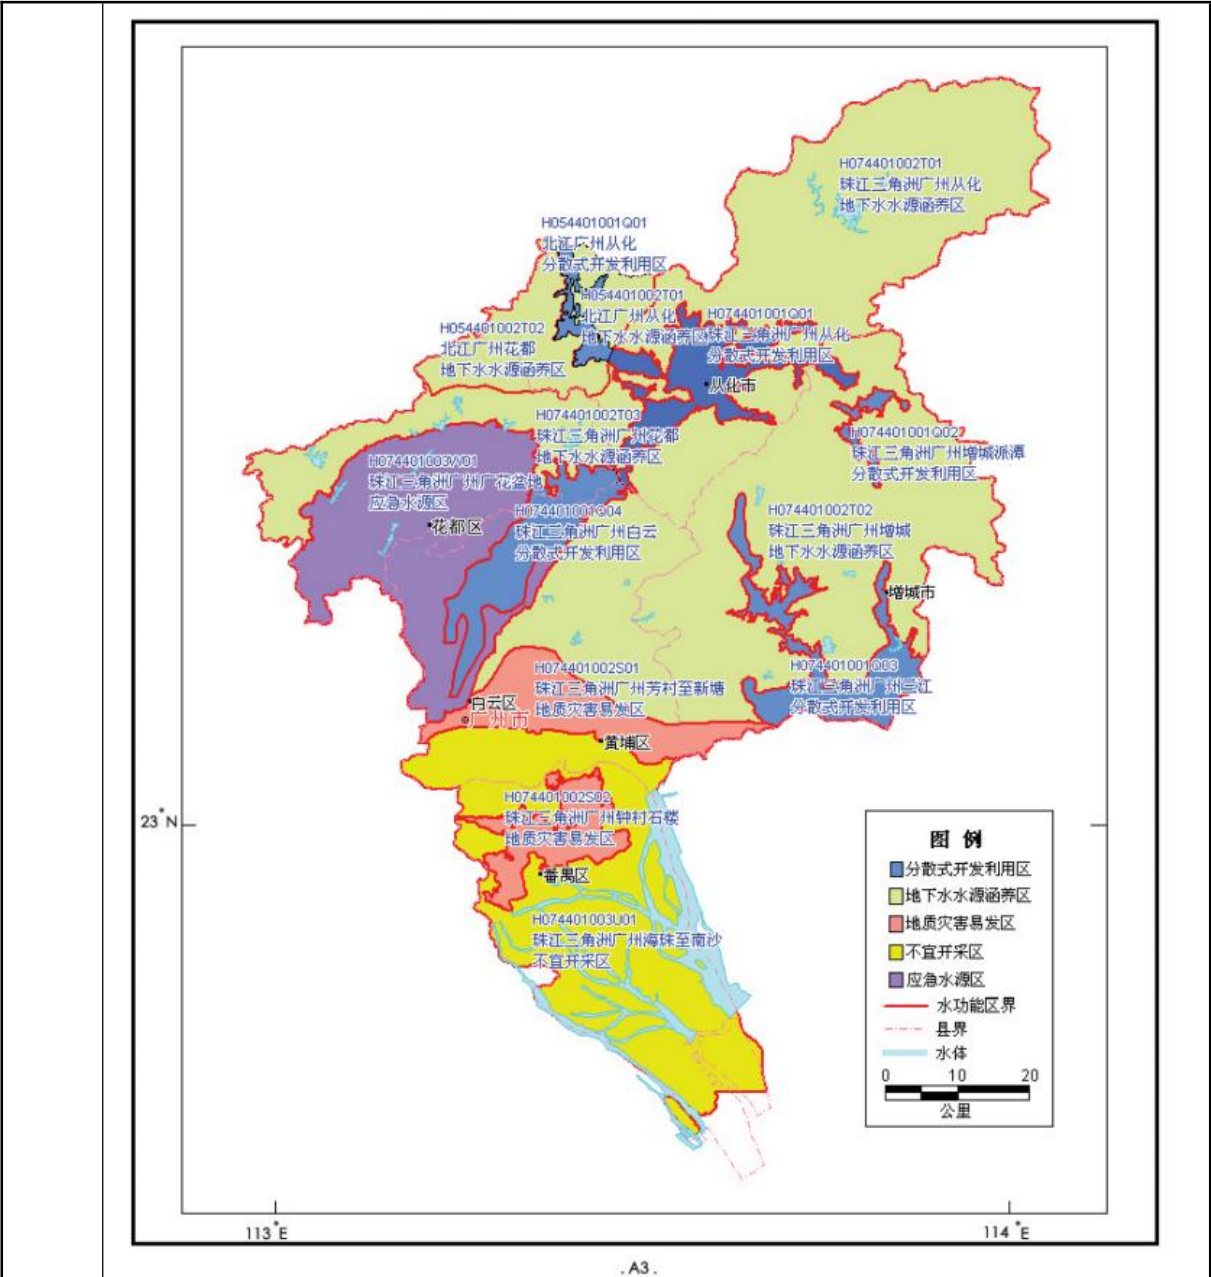 H074401002T01
珠江三角洲广州从化
地下水水源涵养区
H054401001Q01
北江广州从化
分散式开发利用区
H054401002T01
北江广州从化
地下水水源涵养区
H074401001Q01
珠江三角洲广州从化
分散式开发利用区
H054401002T02
北江广州花都
地下水水源涵养区
从化市
H074401002T03
珠江三角洲广州花都
地下水水源涵养区
H074401001Q02
珠江三角洲广州增城派潭
分散式开发利用区
H074401003W01
珠江三角洲广州广花盆地
应急水源区
花都区
H074401001Q04
珠江三角洲广州白云
分散式开发利用区
H074401002T02
珠江三角洲广州增城
地下水水源涵养区
增城市
H074401002S01
珠江三角洲广州芳村至新塘
地质灾害易发区
H074401001Q03
珠江三角洲广州三江
分散式开发利用区
白云区
广州市
黄埔区
H074401002S02
珠江三角洲广州钟村石楼
地质灾害易发区
番禺区
H074401003U01
珠江三角洲广州海珠至南沙
不宜开采区
23°N
图 例
分散式开发利用区
地下水水源涵养区
地质灾害易发区
不宜开采区
应急水源区
水功能区界
县界
水体
0 10 20
公里
113°E
114°E
. A3 .